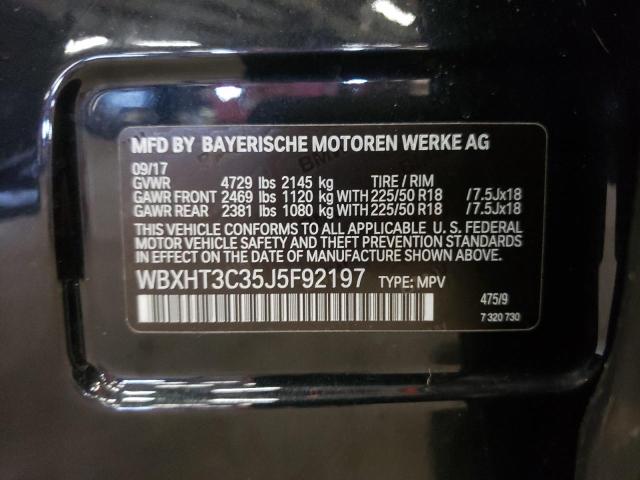 MFD BY BAYERISCHE MOTOREN WERKE AG
09/17
GVWR 4729 lbs 2145 kg TIRE / RIM
GAWR FRONT 2469 lbs 1120 kg WITH 225/50 R18 /7.5Jx18
GAWR REAR 2381 lbs 1080 kg WITH 225/50 R18 /7.5Jx18
THIS VEHICLE CONFORMS TO ALL APPLICABLE U. S. FEDERAL
MOTOR VEHICLE SAFETY AND THEFT PREVENTION STANDARDS
IN EFFECT ON THE DATE OF MANUFACTURE SHOWN ABOVE.
WBXHT3C35J5F92197 TYPE: MPV
475/9
7 320 730